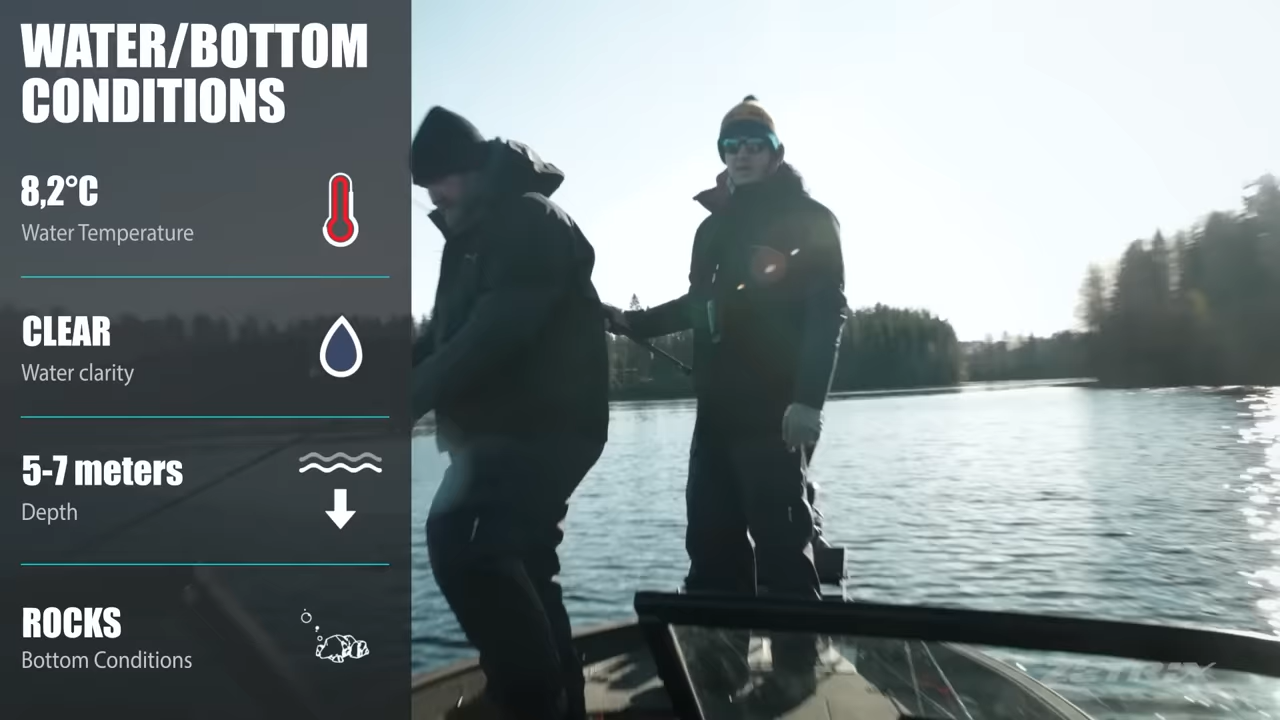 WATER/BOTTOM
CONDITIONS
8,2°C
Water Temperature
CLEAR
Water clarity
5-7 meters
Depth
ROCKS
Bottom Conditions